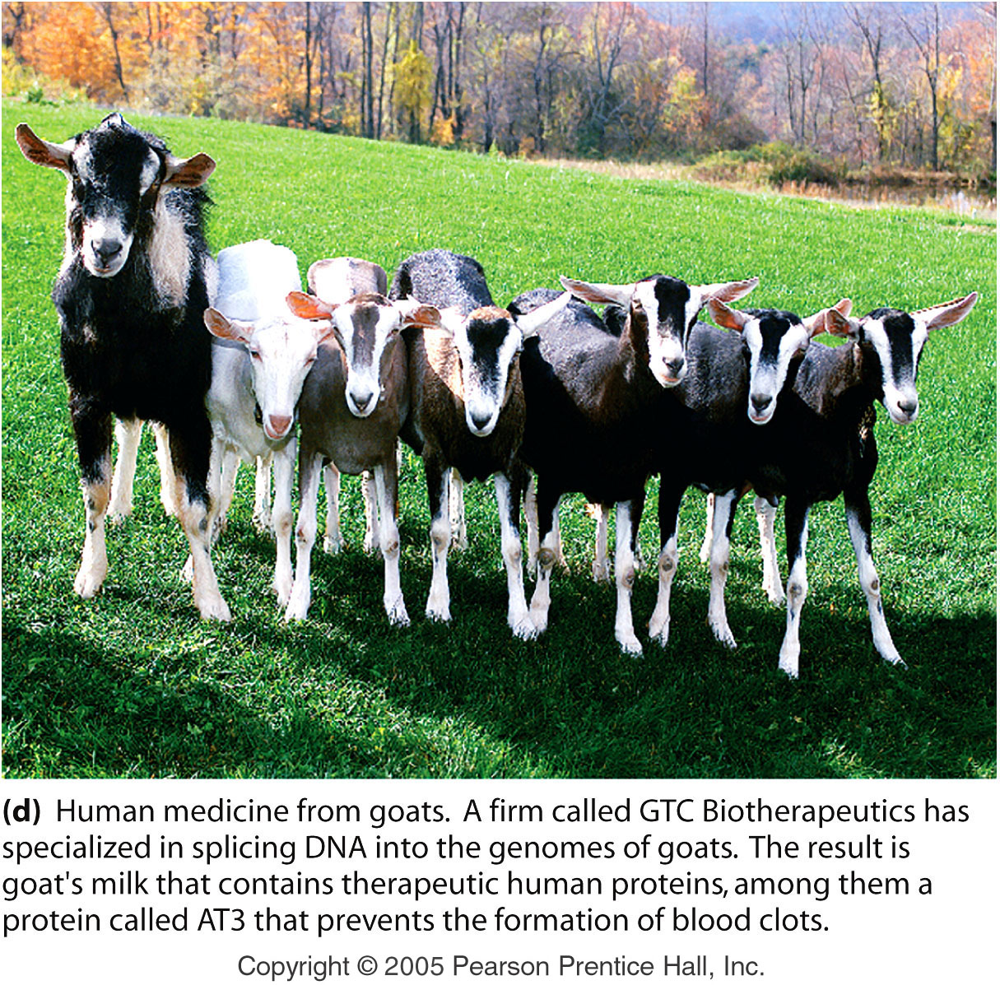 (d) Human medicine from goats. A firm called GTC Biotherapeutics has
specialized in splicing DNA into the genomes of goats. The result is
goat's milk that contains therapeutic human proteins, among them a
protein called AT3 that prevents the formation of blood clots.
Copyright © 2005 Pearson Prentice Hall, Inc.